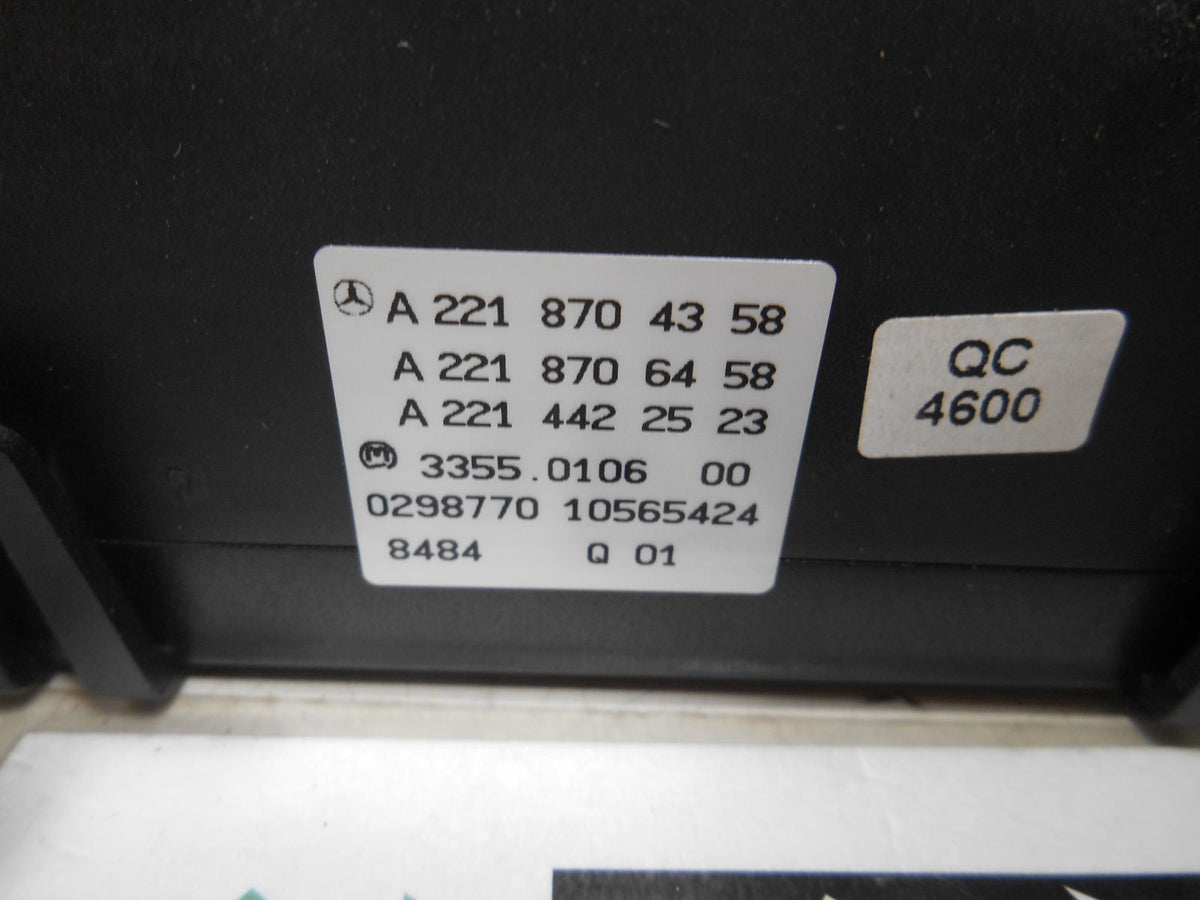 A 221 870 43 58
A 221 870 64 58
A 221 442 25 23
M 3355.0106 00
0298770 10565424
8484 Q 01
QC
4600